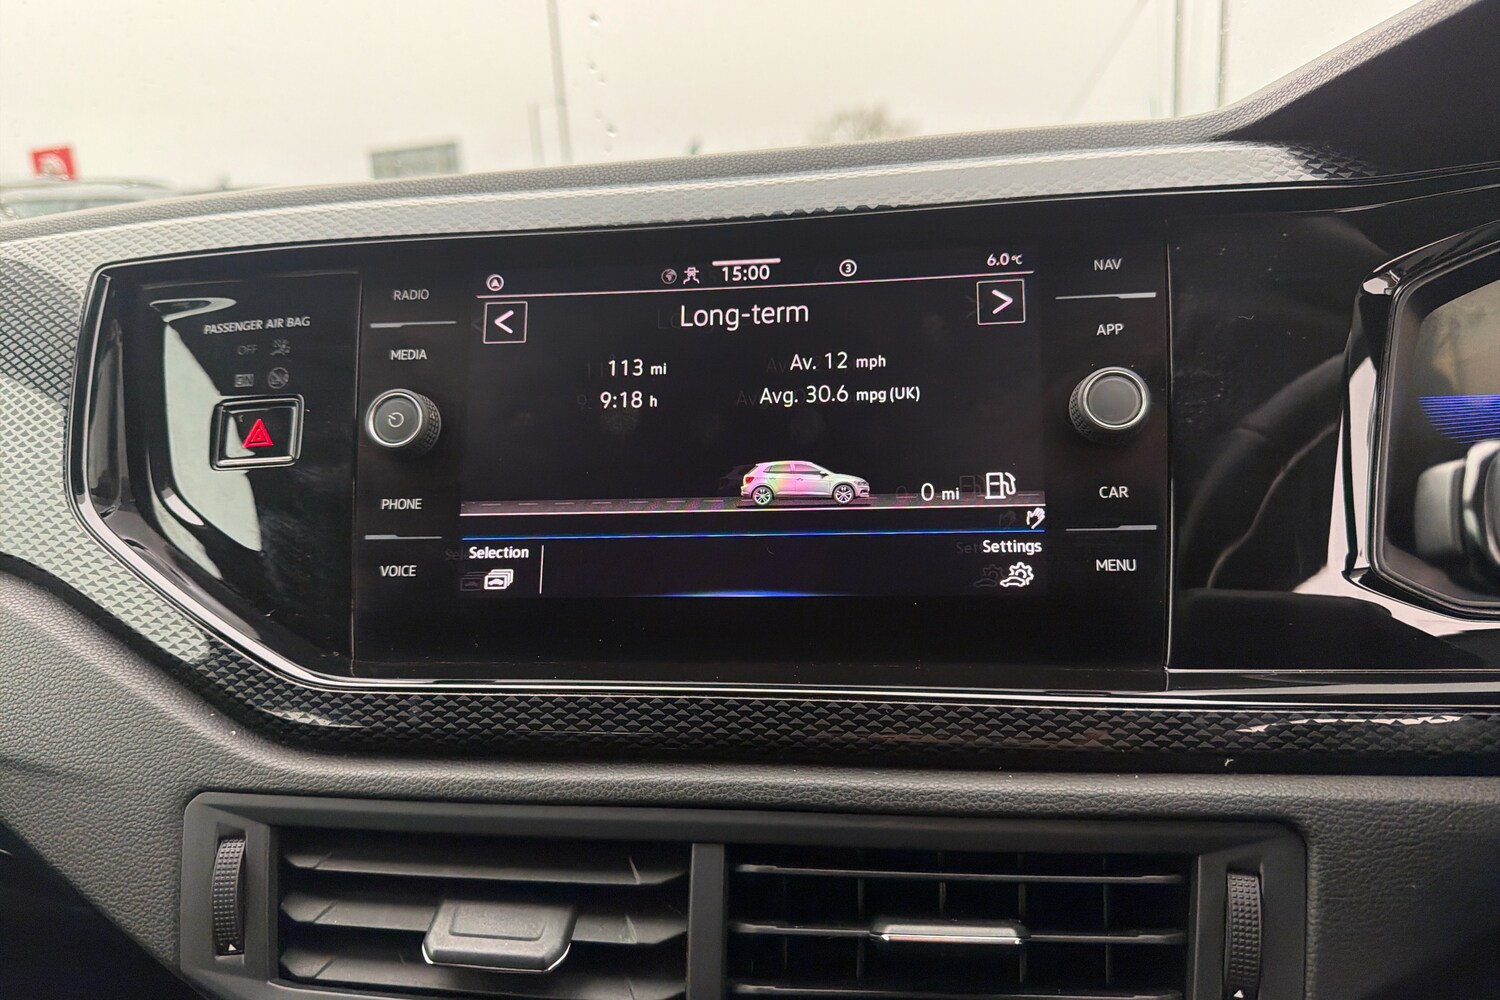 15:00
3
6.0°C
Long-term
113 mi
Av. 12 mph
9:18 h
Avg. 30.6 mpg (UK)
0 mi
Selection
Settings
RADIO
MEDIA
PHONE
VOICE
NAV
APP
CAR
MENU
PASSENGER AIR BAG
OFF
ON
A